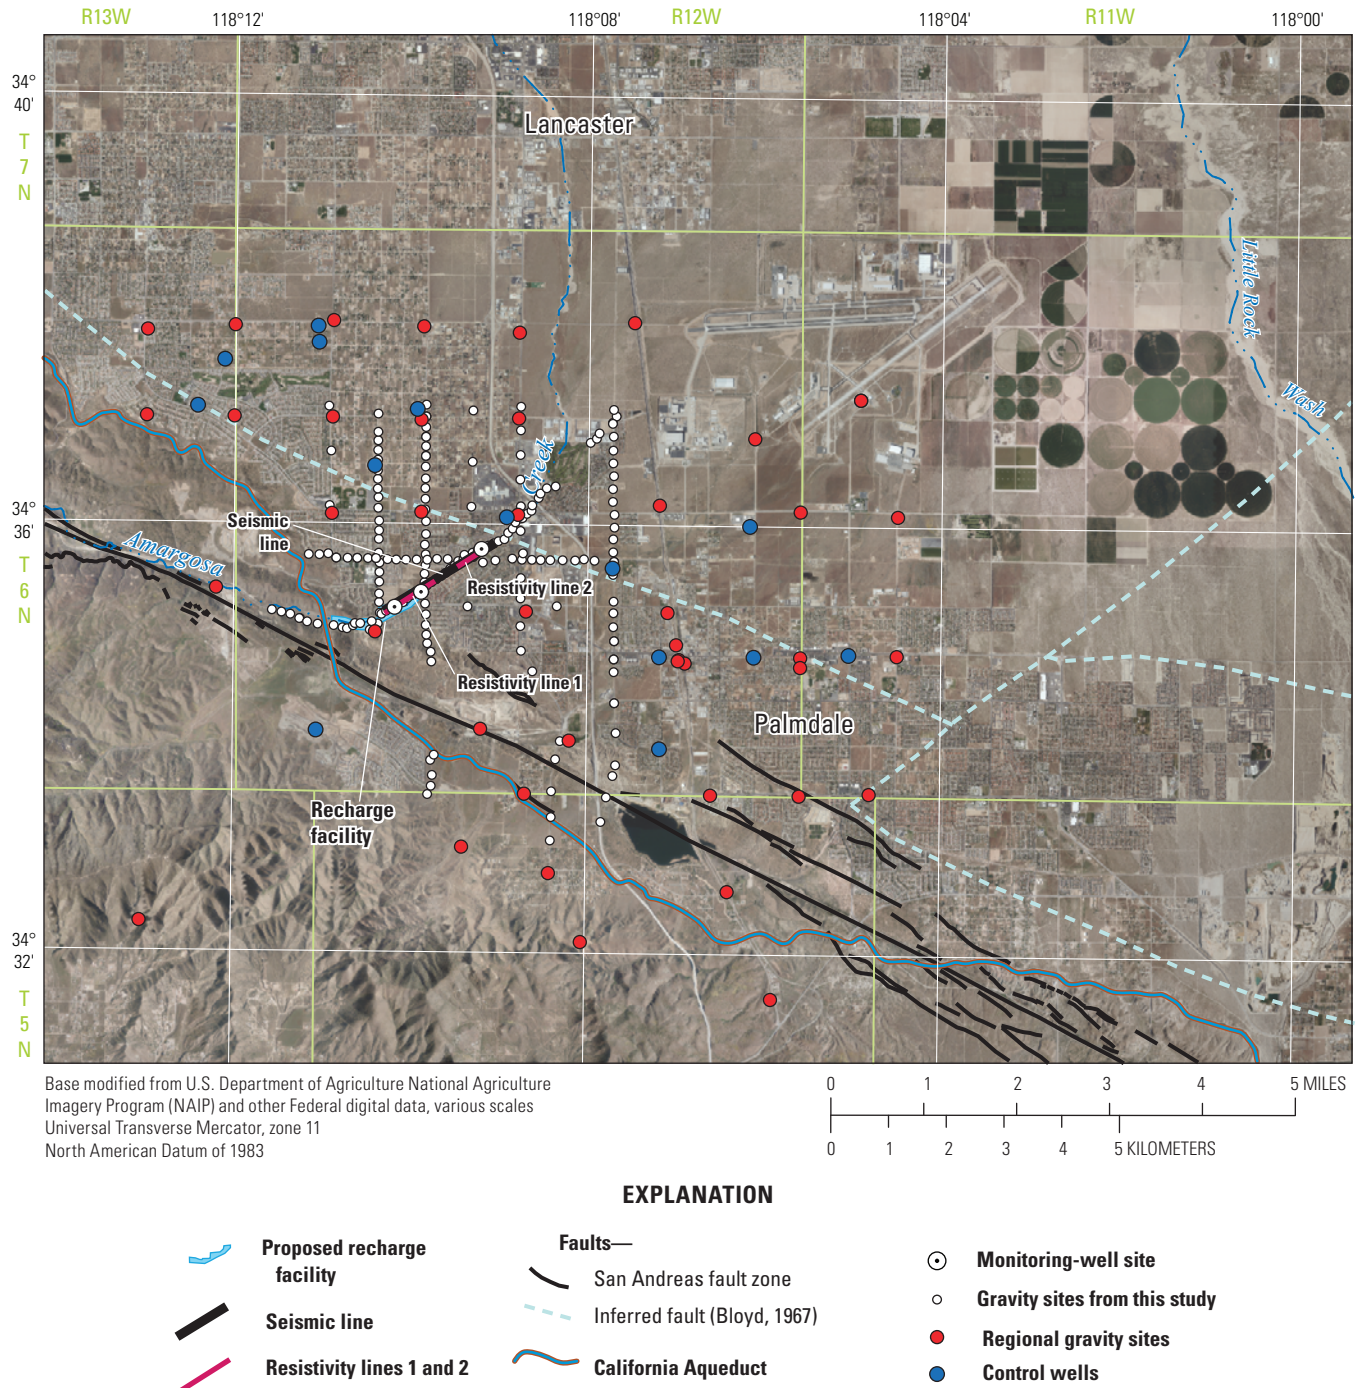 R13W
118°12'
118°08'
R12W
118°04'
R11W
118°00'
34°
40'
T
7
N
Lancaster
Little Rock
Wash
Creek
34°
36'
Seismic
line
Amargosa
T
6
N
Resistivity line 2
Resistivity line 1
Palmdale
Recharge
facility
34°
32'
T
5
N
Base modified from U.S. Department of Agriculture National Agriculture
Imagery Program (NAIP) and other Federal digital data, various scales
Universal Transverse Mercator, zone 11
North American Datum of 1983
0 1 2 3 4 5 MILES
0 1 2 3 4 5 KILOMETERS
EXPLANATION
Proposed recharge
facility
Seismic line
Resistivity lines 1 and 2
Faults—
San Andreas fault zone
Inferred fault (Bloyd, 1967)
California Aqueduct
Monitoring-well site
Gravity sites from this study
Regional gravity sites
Control wells